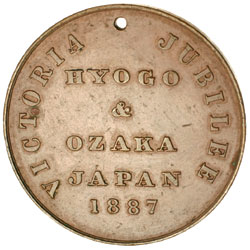 VICTORIA JUBILEE
HYOGO
&
OZAKA
JAPAN
1887